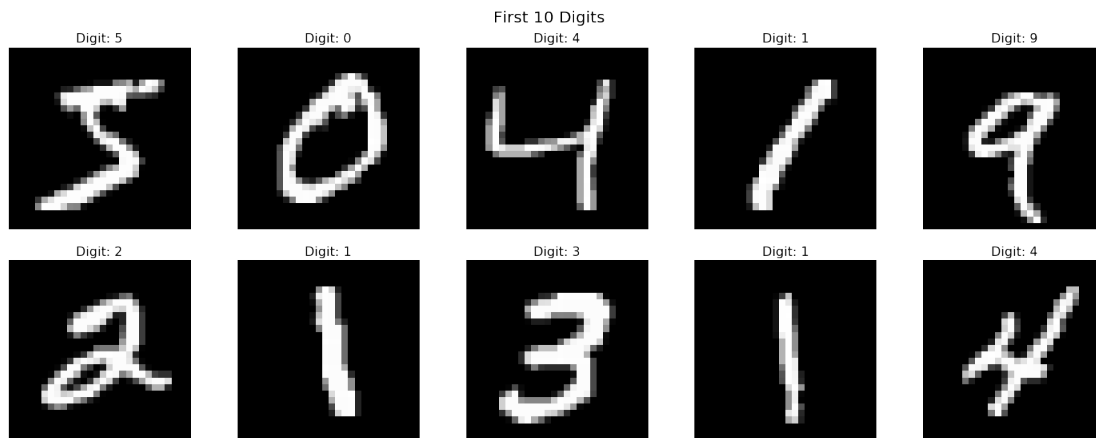 First 10 Digits
Digit: 5 Digit: 0 Digit: 4 Digit: 1 Digit: 9
5 0 4 1 9
Digit: 2 Digit: 1 Digit: 3 Digit: 1 Digit: 4
2 1 3 1 4